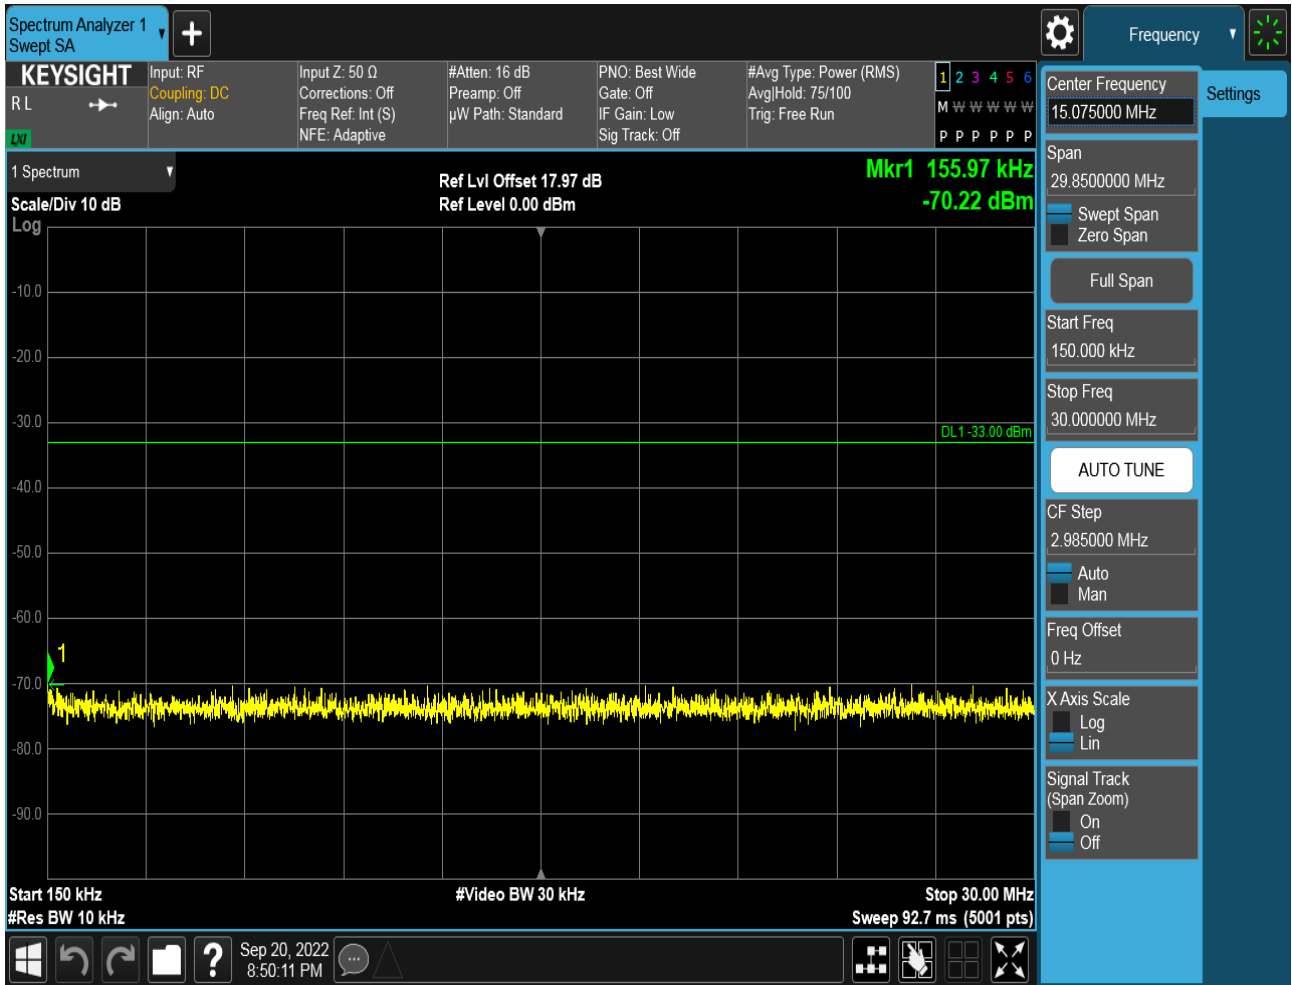 Spectrum Analyzer 1
Swept SA
Frequency
KEYSIGHT
R L
LXI
Input: RF
Coupling: DC
Align: Auto
Input Z: 50 Ω
Corrections: Off
Freq Ref: Int (S)
NFE: Adaptive
#Atten: 16 dB
Preamp: Off
µW Path: Standard
PNO: Best Wide
Gate: Off
IF Gain: Low
Sig Track: Off
#Avg Type: Power (RMS)
Avg|Hold: 75/100
Trig: Free Run
1 2 3 4 5 6
M W W W W W
P P P P P P
1 Spectrum
Scale/Div 10 dB
Log
Ref Lvl Offset 17.97 dB
Ref Level 0.00 dBm
Mkr1 155.97 kHz
-70.22 dBm
-10.0
-20.0
-30.0
DL1 -33.00 dBm
-40.0
-50.0
-60.0
1
-70.0
-80.0
-90.0
Start 150 kHz
#Video BW 30 kHz
Stop 30.00 MHz
#Res BW 10 kHz
Sweep 92.7 ms (5001 pts)
Center Frequency
15.075000 MHz
Settings
Span
29.8500000 MHz
Swept Span
Zero Span
Full Span
Start Freq
150.000 kHz
Stop Freq
30.000000 MHz
AUTO TUNE
CF Step
2.985000 MHz
Auto
Man
Freq Offset
0 Hz
X Axis Scale
Log
Lin
Signal Track
(Span Zoom)
On
Off
?
Sep 20, 2022
8:50:11 PM